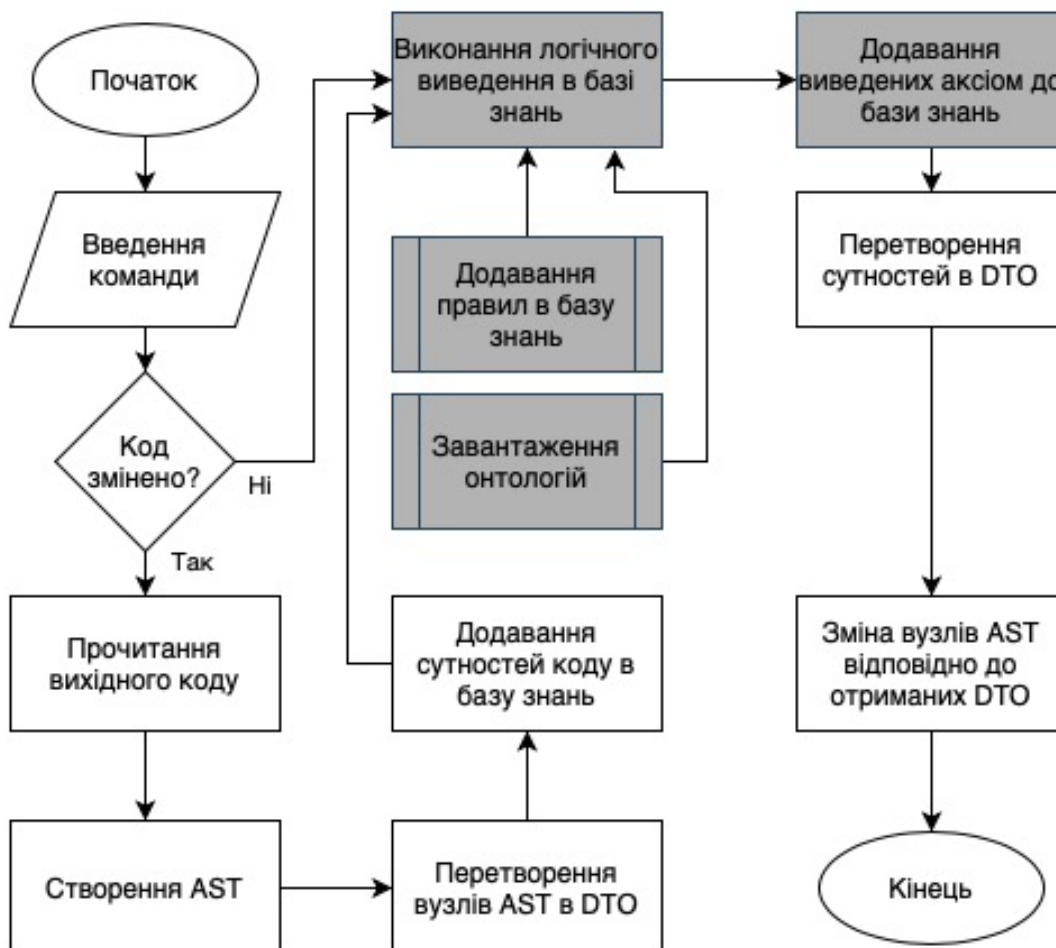 Початок
Введення
команди
Код
змінено?
Ні
Так
Прочитання
вихідного коду
Створення AST
Перетворення
вузлів AST в DTO
Додавання
сутностей коду в
базу знань
Завантаження
онтологій
Додавання
правил в базу
знань
Виконання логічного
виведення в базі
знань
Додавання
виведених аксіом до
бази знань
Перетворення
сутностей в DTO
Зміна вузлів AST
відповідно до
отриманих DTO
Кінець